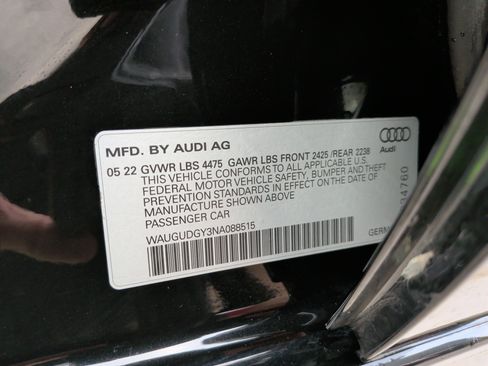 MFD. BY AUDI AG
Audi
05 22 GVWR LBS 4475 GAWR LBS FRONT 2425 /REAR 2238
THIS VEHICLE CONFORMS TO ALL APPLICABLE U.S.
FEDERAL MOTOR VEHICLE SAFETY, BUMPER AND THEFT
PREVENTION STANDARDS IN EFFECT ON THE DATE OF
MANUFACTURE SHOWN ABOVE
PASSENGER CAR
WAUGUDGY3NA088515
34760